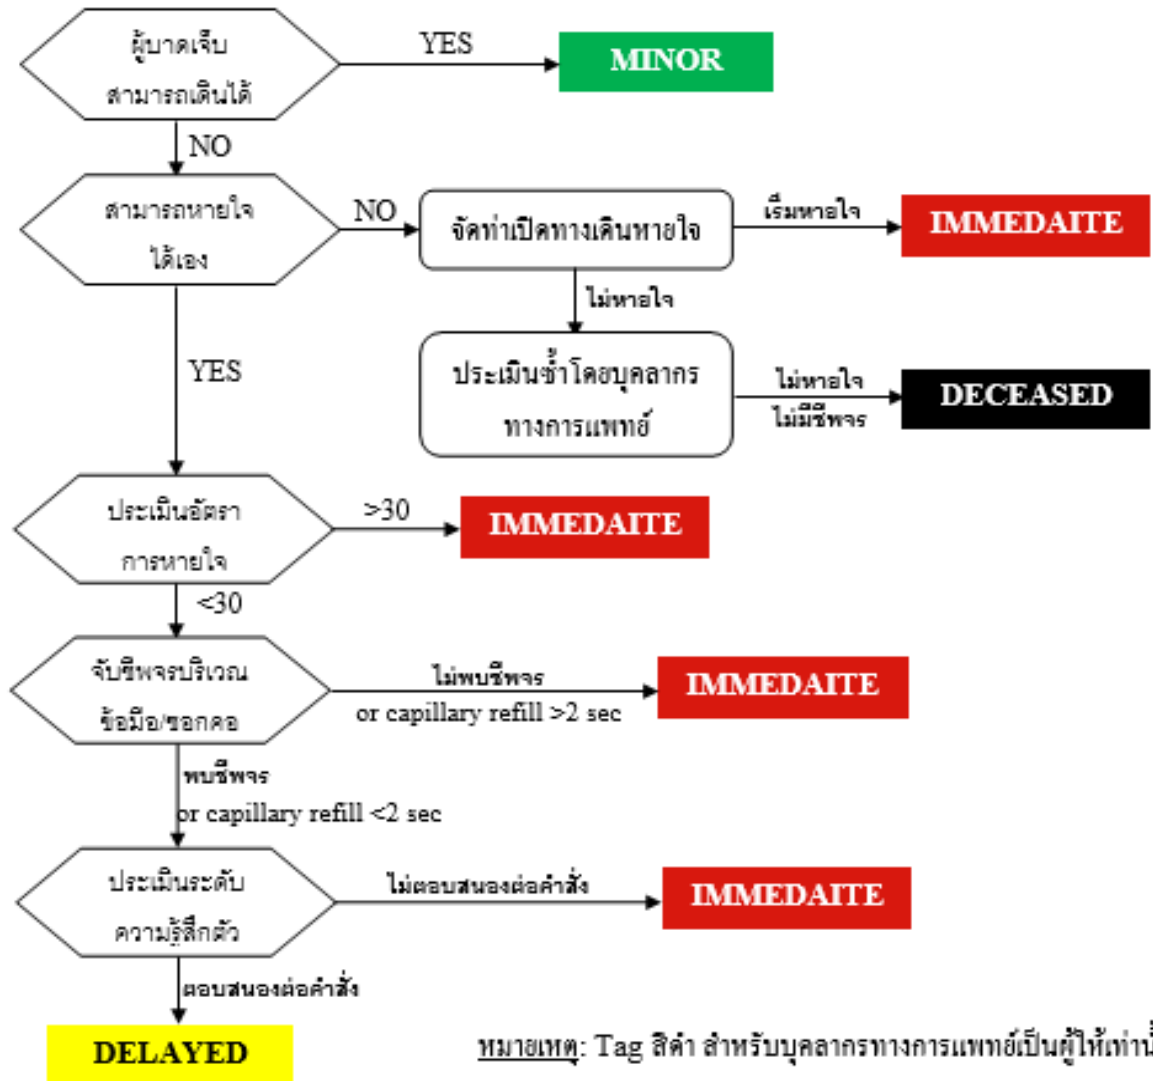 ผู้บาดเจ็บ
สามารถเดินได้
YES
MINOR
NO
สามารถหายใจ
ได้เอง
NO
จัดท่าเปิดทางเดินหายใจ
เริ่มหายใจ
IMMEDAITE
ไม่หายใจ
YES
ประเมินซ้ำโดยบุคลากร
ทางการแพทย์
ไม่หายใจ
ไม่มีชีพจร
DECEASED
ประเมินอัตรา
การหายใจ
>30
IMMEDAITE
<30
จับชีพจรบริเวณ
ข้อมือ/ซอกคอ
ไม่พบชีพจร
or capillary refill >2 sec
IMMEDAITE
พบชีพจร
or capillary refill <2 sec
ประเมินระดับ
ความรู้สึกตัว
ไม่ตอบสนองต่อคำสั่ง
IMMEDAITE
ตอบสนองต่อคำสั่ง
DELAYED
หมายเหตุ: Tag สีดำ สำหรับบุคลากรทางการแพทย์เป็นผู้ให้เท่านั้